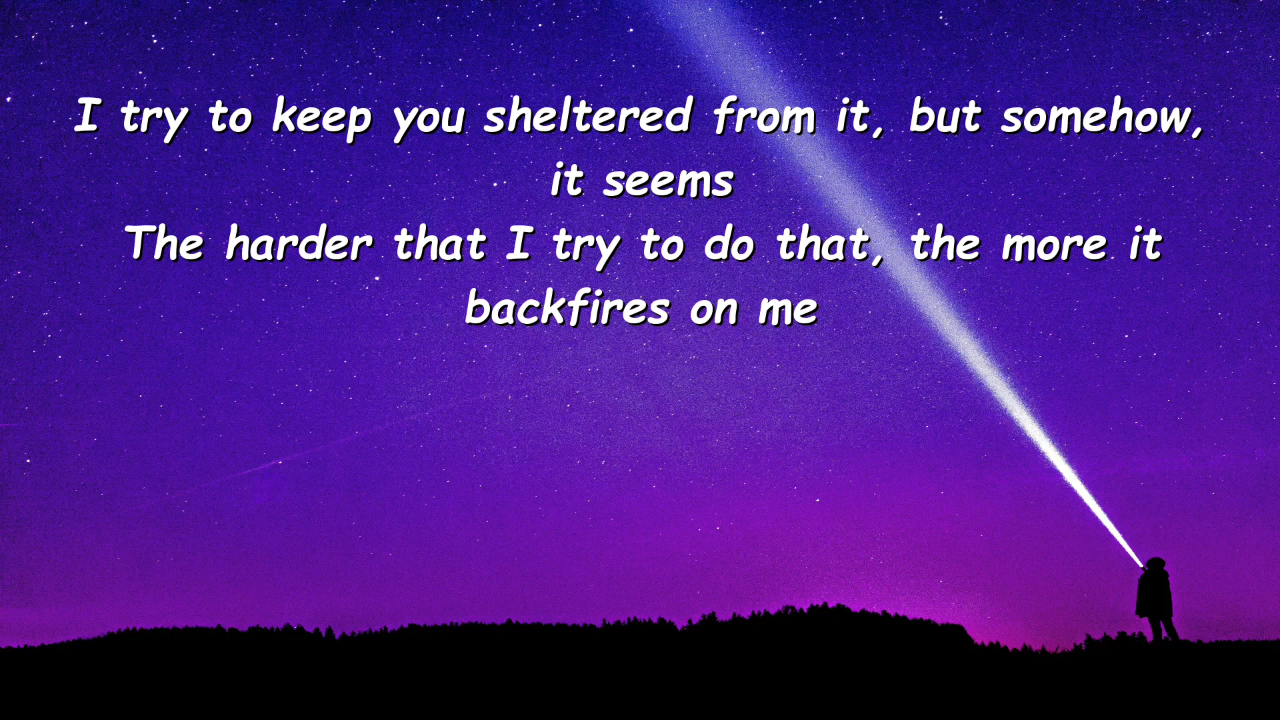 I try to keep you sheltered from it, but somehow,
it seems
The harder that I try to do that, the more it
backfires on me